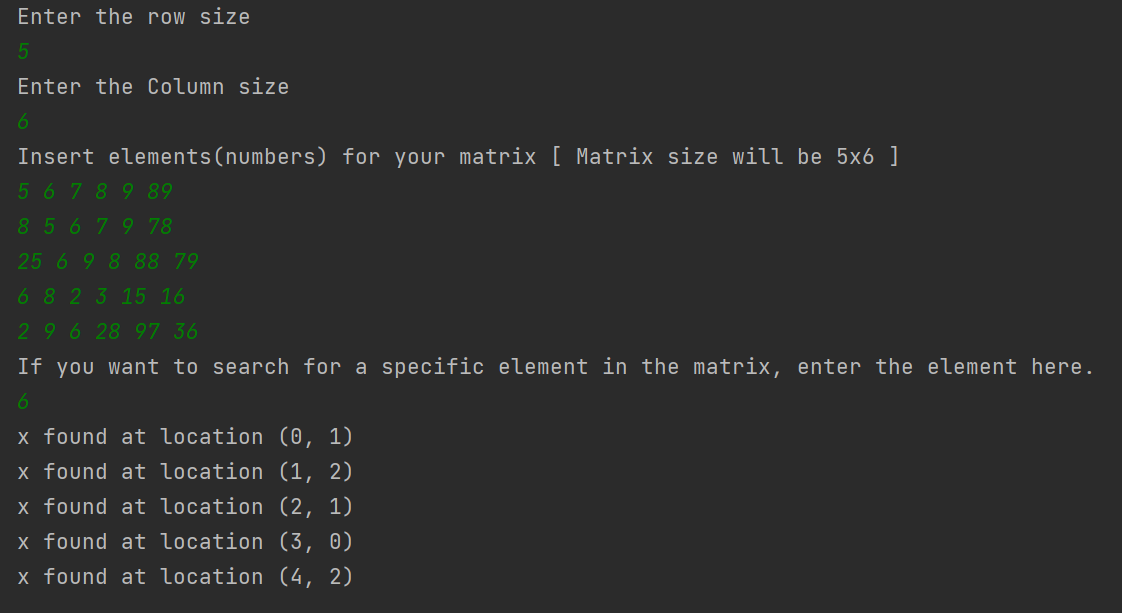 Enter the row size
5
Enter the Column size
6
Insert elements(numbers) for your matrix [ Matrix size will be 5x6 ]
5 6 7 8 9 89
8 5 6 7 9 78
25 6 9 8 88 79
6 8 2 3 15 16
2 9 6 28 97 36
If you want to search for a specific element in the matrix, enter the element here.
6
x found at location (0, 1)
x found at location (1, 2)
x found at location (2, 1)
x found at location (3, 0)
x found at location (4, 2)